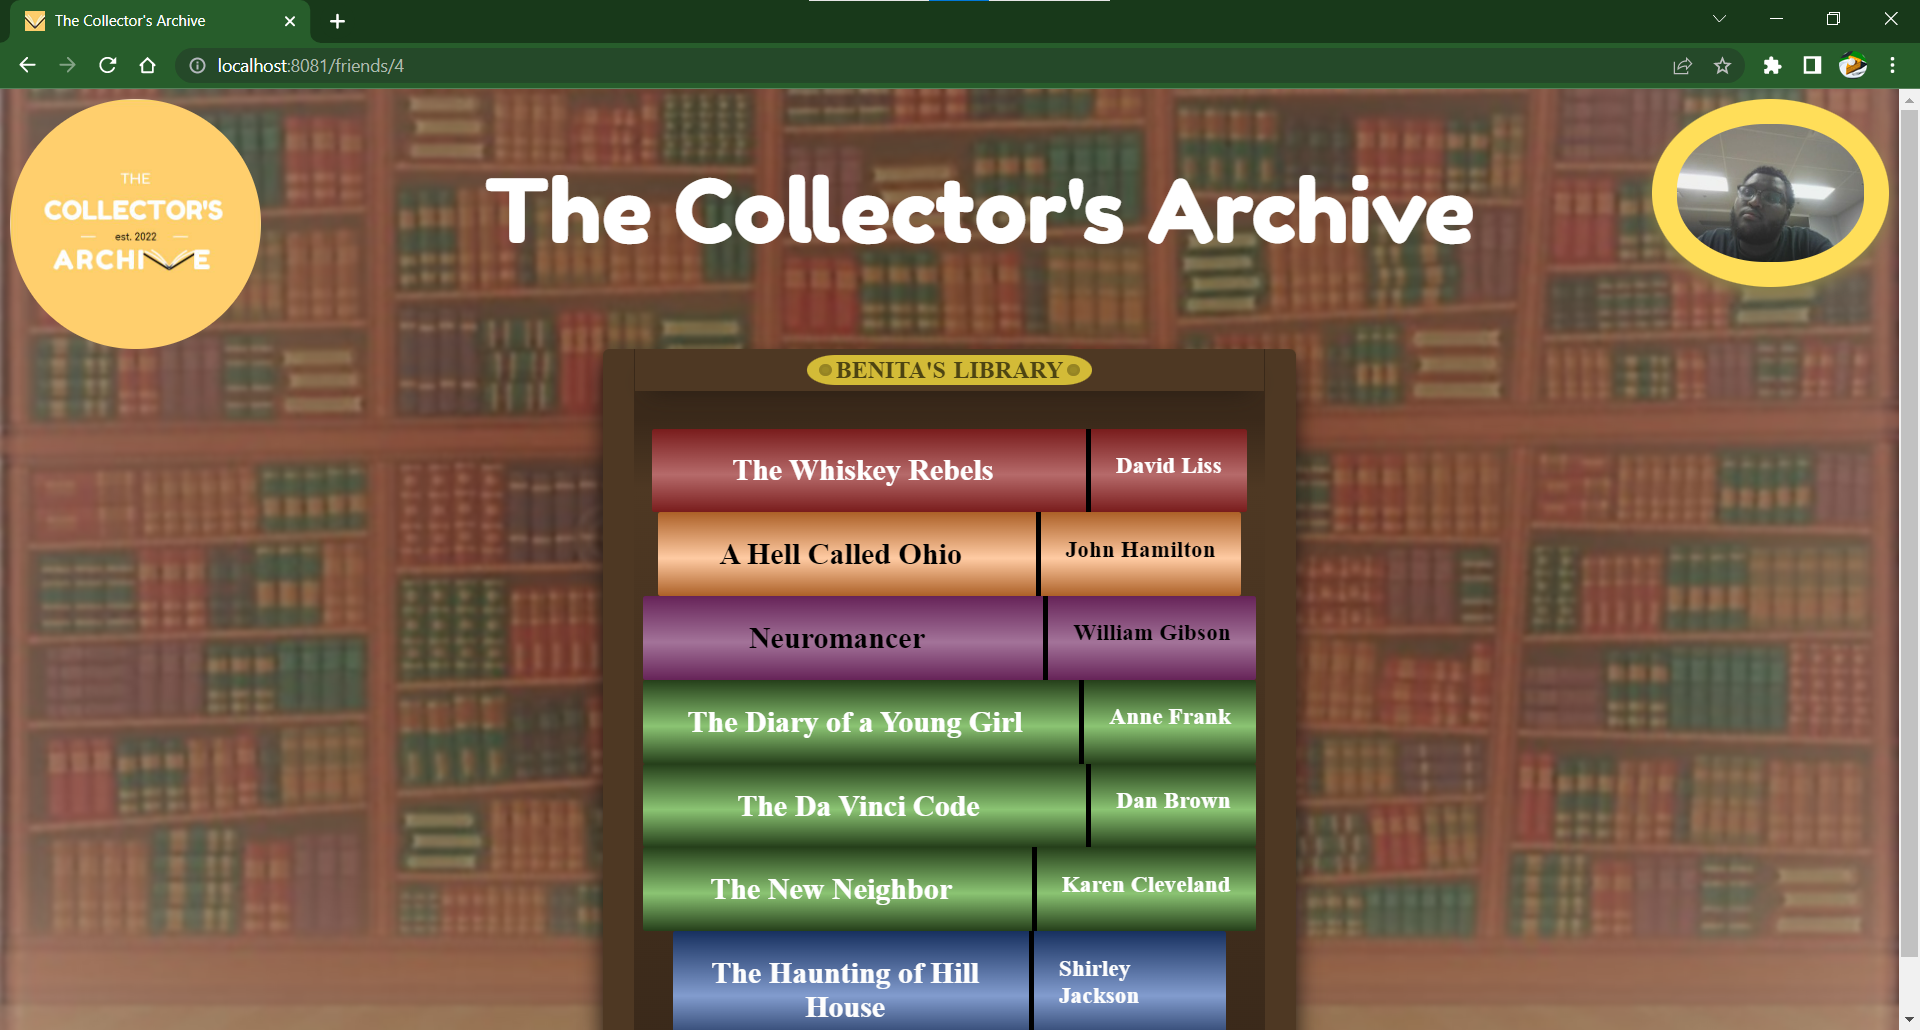 The Collector's Archive
localhost:8081/friends/4
THE
COLLECTOR'S
est. 2022
ARCHIVE
The Collector's Archive
BENITA'S LIBRARY
The Whiskey Rebels David Liss
A Hell Called Ohio John Hamilton
Neuromancer William Gibson
The Diary of a Young Girl Anne Frank
The Da Vinci Code Dan Brown
The New Neighbor Karen Cleveland
The Haunting of Hill Shirley
House Jackson